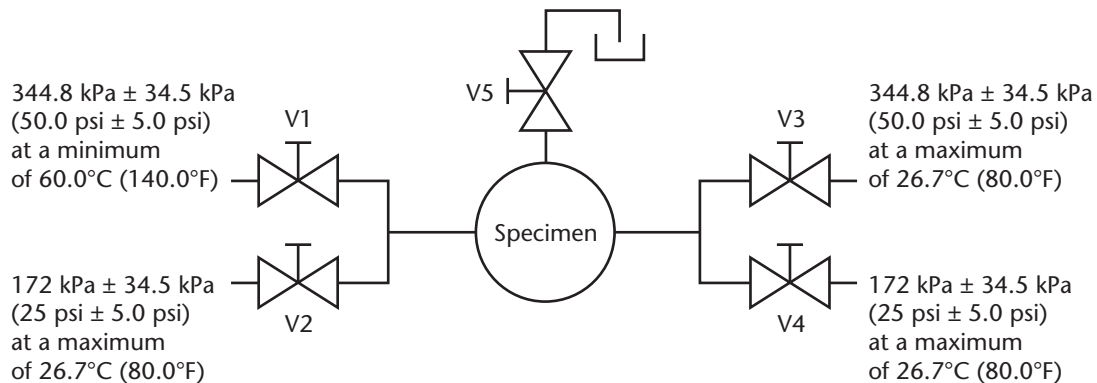 V5
344.8 kPa ± 34.5 kPa
(50.0 psi ± 5.0 psi)
at a minimum
of 60.0°C (140.0°F)
V1
V3
344.8 kPa ± 34.5 kPa
(50.0 psi ± 5.0 psi)
at a maximum
of 26.7°C (80.0°F)
Specimen
172 kPa ± 34.5 kPa
(25 psi ± 5.0 psi)
at a maximum
of 26.7°C (80.0°F)
V2
V4
172 kPa ± 34.5 kPa
(25 psi ± 5.0 psi)
at a maximum
of 26.7°C (80.0°F)